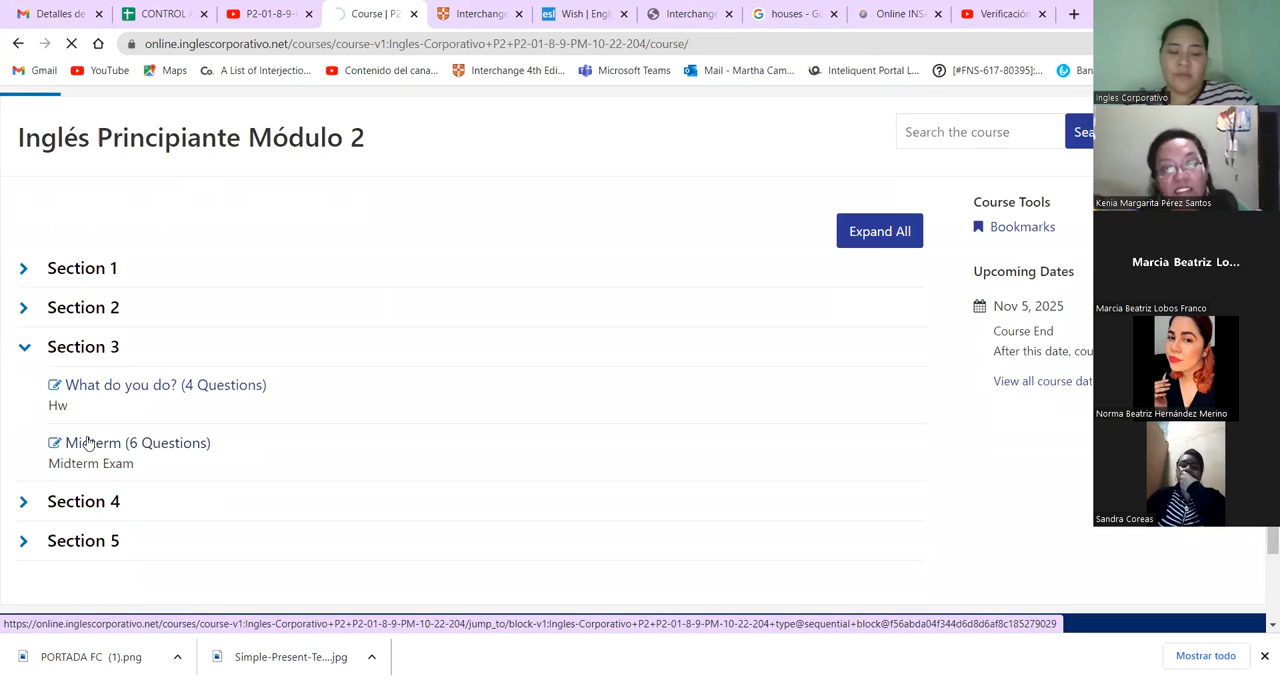 Detalles de
CONTROL A
P2-01-8-9-
Course | P2
Interchange
Wish | Engl
Interchang
houses - Go
Online INSA
Verificación
online.inglescorporativo.net/courses/course-v1:Ingles-Corporativo+P2+P2-01-8-9-PM-10-22-204/course/
Gmail
YouTube
Maps
Co. A List of Interjectio...
Contenido del cana...
Interchange 4th Edi...
Microsoft Teams
Mail - Martha Cam...
Inteliquent Portal L...
[#FNS-617-80395]:...
Ban
Inglés Principiante Módulo 2
Search the course
Sea
Expand All
Section 1
Section 2
Section 3
What do you do? (4 Questions)
Hw
Midterm (6 Questions)
Midterm Exam
Section 4
Section 5
Course Tools
Bookmarks
Upcoming Dates
Nov 5, 2025
Course End
After this date, cou
View all course dat
Ingles Corporativo
Kenia Margarita Pérez Santos
Marcia Beatriz Lo...
Marcia Beatriz Lobos Franco
Norma Beatriz Hernández Merino
Sandra Coreas
https://online.inglescorporativo.net/courses/course-v1:Ingles-Corporativo+P2+P2-01-8-9-PM-10-22-204/jump_to/block-v1:Ingles-Corporativo+P2+P2-01-8-9-PM-10-22-204+type@sequential+block@f56abda04f344d6d8d6af8c185279029
PORTADA FC (1).png
Simple-Present-Te....jpg
Mostrar todo